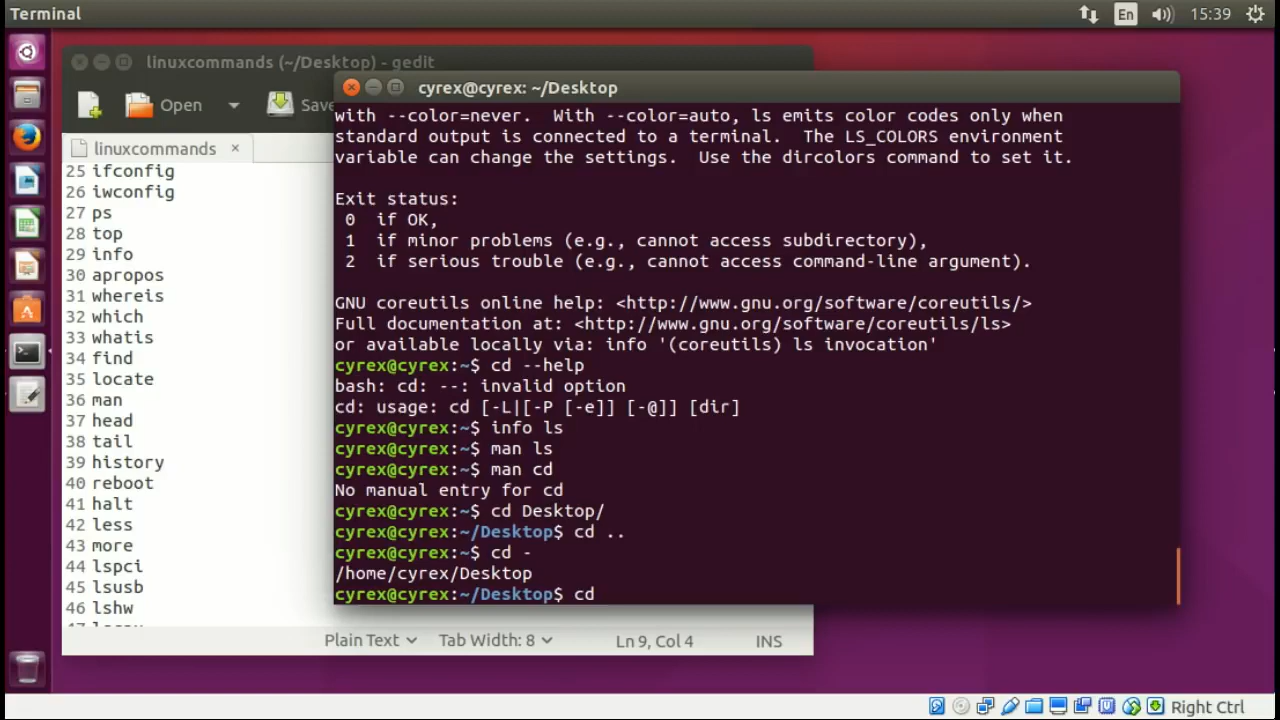 Terminal
En
15:39
linuxcommands (~/Desktop) - gedit
Open
Save
linuxcommands ×
25 ifconfig
26 iwconfig
27 ps
28 top
29 info
30 apropos
31 whereis
32 which
33 whatis
34 find
35 locate
36 man
37 head
38 tail
39 history
40 reboot
41 halt
42 less
43 more
44 lspci
45 lsusb
46 lshw
Plain Text
Tab Width: 8
Ln 9, Col 4
INS
cyrex@cyrex: ~/Desktop
with --color=never.  With --color=auto, ls emits color codes only when
standard output is connected to a terminal.  The LS_COLORS environment
variable can change the settings.  Use the dircolors command to set it.
Exit status:
0  if OK,
1  if minor problems (e.g., cannot access subdirectory),
2  if serious trouble (e.g., cannot access command-line argument).
GNU coreutils online help: <http://www.gnu.org/software/coreutils/>
Full documentation at: <http://www.gnu.org/software/coreutils/ls>
or available locally via: info '(coreutils) ls invocation'
cyrex@cyrex:~$ cd --help
bash: cd: --: invalid option
cd: usage: cd [-L|[-P [-e]] [-@]] [dir]
cyrex@cyrex:~$ info ls
cyrex@cyrex:~$ man ls
cyrex@cyrex:~$ man cd
No manual entry for cd
cyrex@cyrex:~$ cd Desktop/
cyrex@cyrex:~/Desktop$ cd ..
cyrex@cyrex:~$ cd -
/home/cyrex/Desktop
cyrex@cyrex:~/Desktop$ cd
Right Ctrl